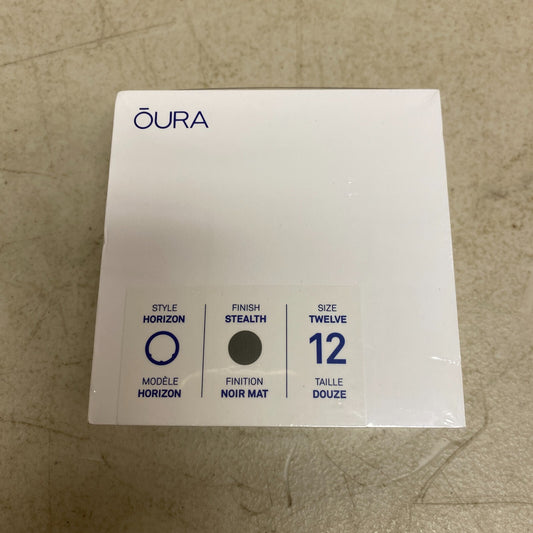 ŌURA
STYLE
HORIZON
MODÈLE
HORIZON
FINISH
STEALTH
FINITION
NOIR MAT
SIZE
TWELVE
12
TAILLE
DOUZE